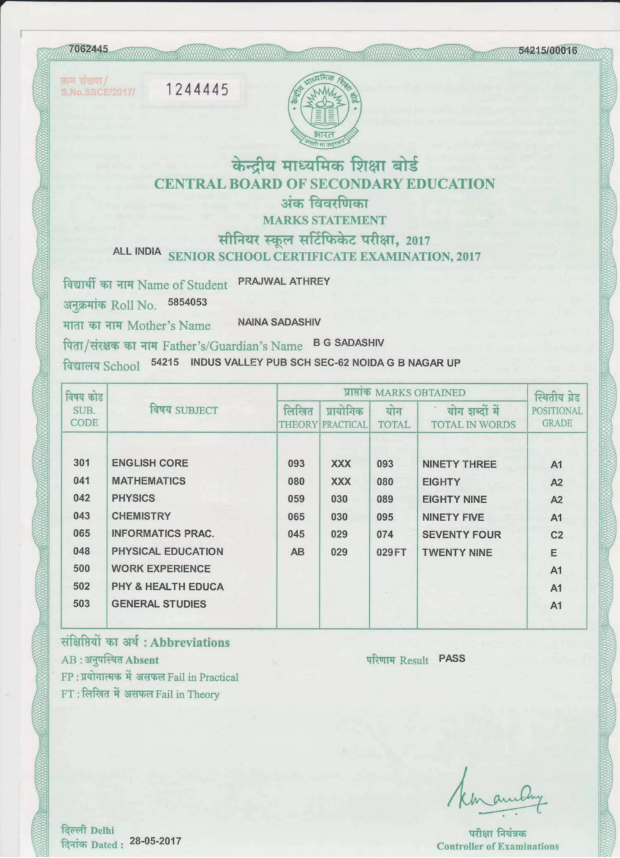 7062445 54215/00016
क्रम संख्या/
S.No.SSCE/2017/ 1244445
केन्द्रीय माध्यमिक शिक्षा बोर्ड
भारत
केन्द्रीय माध्यमिक शिक्षा बोर्ड
CENTRAL BOARD OF SECONDARY EDUCATION
अंक विवरणिका
MARKS STATEMENT
सीनियर स्कूल सर्टिफिकेट परीक्षा, 2017
ALL INDIA SENIOR SCHOOL CERTIFICATE EXAMINATION, 2017
विद्यार्थी का नाम Name of Student PRAJWAL ATHREY
अनुक्रमांक Roll No. 5854053
माता का नाम Mother's Name NAINA SADASHIV
पिता/संरक्षक का नाम Father's/Guardian's Name B G SADASHIV
विद्यालय School 54215 INDUS VALLEY PUB SCH SEC-62 NOIDA G B NAGAR UP
विषय कोड SUB. CODE
विषय SUBJECT
प्राप्तांक MARKS OBTAINED
लिखित THEORY
प्रायोगिक PRACTICAL
योग TOTAL
योग शब्दों में TOTAL IN WORDS
स्थितीय ग्रेड POSITIONAL GRADE
301 ENGLISH CORE 093 XXX 093 NINETY THREE A1
041 MATHEMATICS 080 XXX 080 EIGHTY A2
042 PHYSICS 059 030 089 EIGHTY NINE A2
043 CHEMISTRY 065 030 095 NINETY FIVE A1
065 INFORMATICS PRAC. 045 029 074 SEVENTY FOUR C2
048 PHYSICAL EDUCATION AB 029 029FT TWENTY NINE E
500 WORK EXPERIENCE A1
502 PHY & HEALTH EDUCA A1
503 GENERAL STUDIES A1
संक्षिप्तियों का अर्थ : Abbreviations
AB : अनुपस्थित Absent परिणाम Result PASS
FP : प्रयोगात्मक में असफल Fail in Practical
FT : लिखित में असफल Fail in Theory
दिल्ली Delhi
दिनांक Dated : 28-05-2017
परीक्षा नियंत्रक
Controller of Examinations